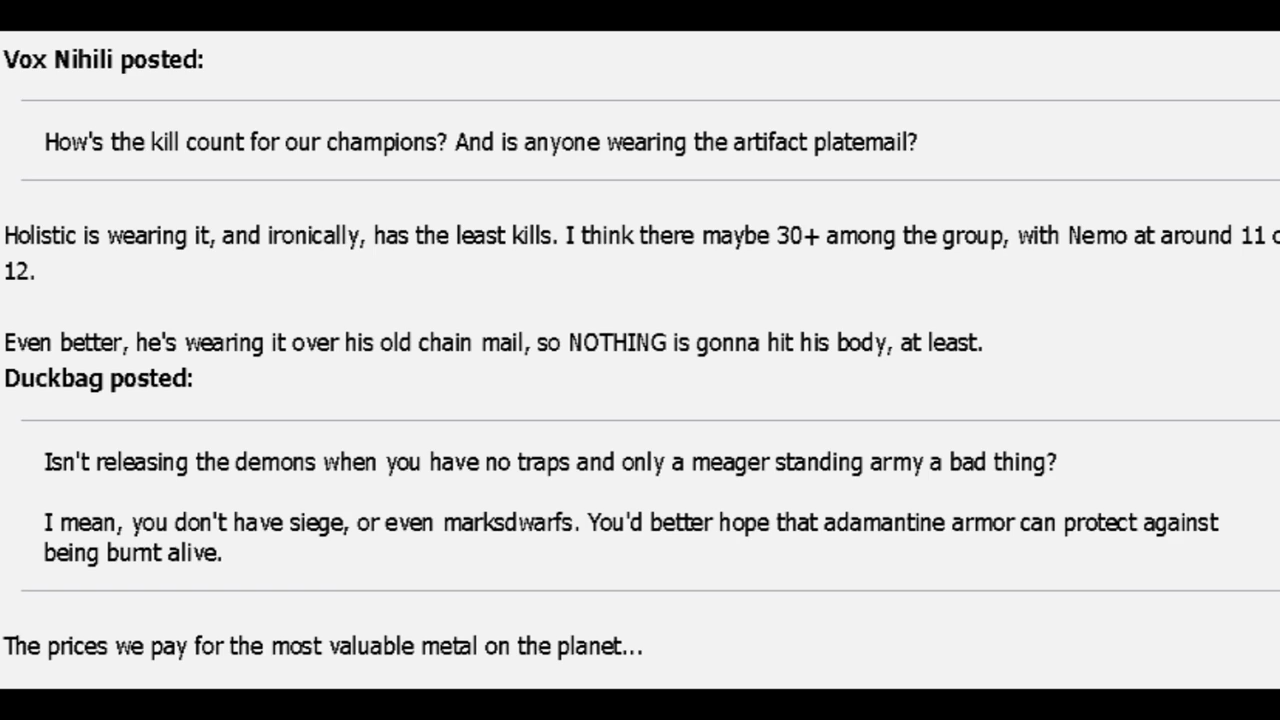 Vox Nihili posted:
How's the kill count for our champions? And is anyone wearing the artifact platemail?
Holistic is wearing it, and ironically, has the least kills. I think there maybe 30+ among the group, with Nemo at around 11
12.
Even better, he's wearing it over his old chain mail, so NOTHING is gonna hit his body, at least.
Duckbag posted:
Isn't releasing the demons when you have no traps and only a meager standing army a bad thing?
I mean, you don't have siege, or even marksdwarfs. You'd better hope that adamantine armor can protect against
being burnt alive.
The prices we pay for the most valuable metal on the planet...